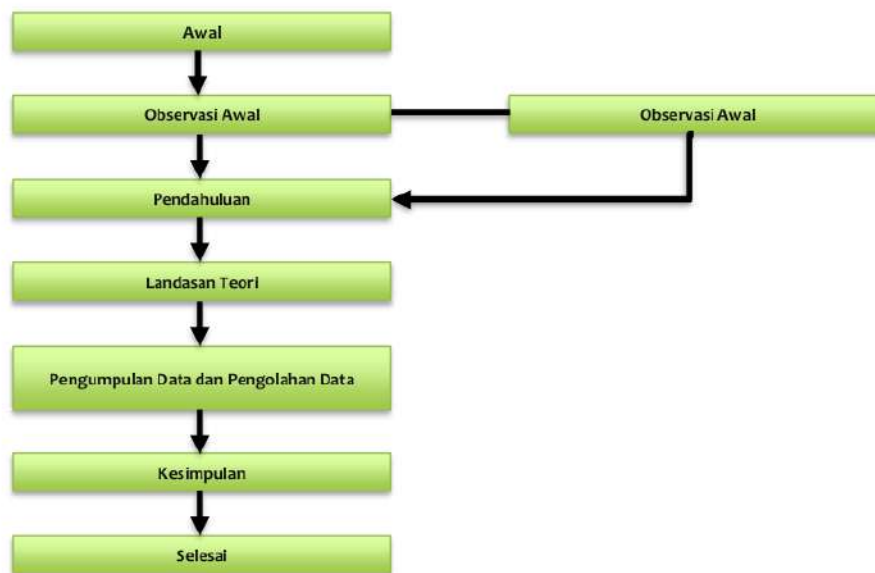 Awal
Observasi Awal
Observasi Awal
Pendahuluan
Landasan Teori
Pengumpulan Data dan Pengolahan Data
Kesimpulan
Selesai